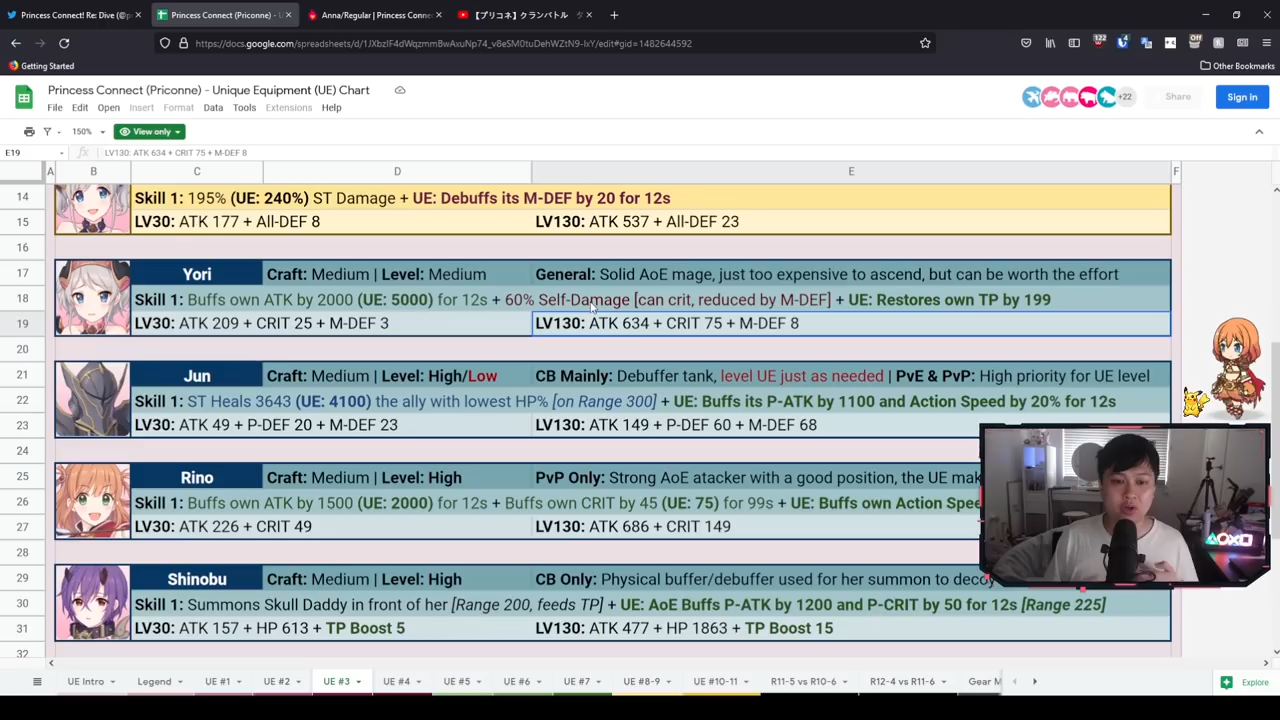 Princess Connect! Re: Dive (@p
Princess Connect (Priconne) - U
Anna/Regular | Princess Connec
【プリコネ】クランバトル
https://docs.google.com/spreadsheets/d/1JXbzIF4dWqzmmBwAxuNp74_v8eSM0tuDehWZtN9-IxY/edit#gid=1482644592
122
Off
Getting Started
Other Bookmarks
Princess Connect (Priconne) - Unique Equipment (UE) Chart
File Edit Open Insert Format Data Tools Extensions Help
+22
Share
Sign in
150%
View only
E19
LV130: ATK 634 + CRIT 75 + M-DEF 8
A B C D E F
14 Skill 1: 195% (UE: 240%) ST Damage + UE: Debuffs its M-DEF by 20 for 12s
15 LV30: ATK 177 + All-DEF 8 LV130: ATK 537 + All-DEF 23
16
17 Yori Craft: Medium | Level: Medium General: Solid AoE mage, just too expensive to ascend, but can be worth the effort
18 Skill 1: Buffs own ATK by 2000 (UE: 5000) for 12s + 60% Self-Damage [can crit, reduced by M-DEF] + UE: Restores own TP by 199
19 LV30: ATK 209 + CRIT 25 + M-DEF 3 LV130: ATK 634 + CRIT 75 + M-DEF 8
20
21 Jun Craft: Medium | Level: High/Low CB Mainly: Debuffer tank, level UE just as needed | PvE & PvP: High priority for UE level
22 Skill 1: ST Heals 3643 (UE: 4100) the ally with lowest HP% [on Range 300] + UE: Buffs its P-ATK by 1100 and Action Speed by 20% for 12s
23 LV30: ATK 49 + P-DEF 20 + M-DEF 23 LV130: ATK 149 + P-DEF 60 + M-DEF 68
24
25 Rino Craft: Medium | Level: High PvP Only: Strong AoE attacker with a good position, the UE mak
26 Skill 1: Buffs own ATK by 1500 (UE: 2000) for 12s + Buffs own CRIT by 45 (UE: 75) for 99s + UE: Buffs own Action Spee
27 LV30: ATK 226 + CRIT 49 LV130: ATK 686 + CRIT 149
28
29 Shinobu Craft: Medium | Level: High CB Only: Physical buffer/debuffer used for her summon to decoy
30 Skill 1: Summons Skull Daddy in front of her [Range 200, feeds TP] + UE: AoE Buffs P-ATK by 1200 and P-CRIT by 50 for 12s [Range 225]
31 LV30: ATK 157 + HP 613 + TP Boost 5 LV130: ATK 477 + HP 1863 + TP Boost 15
32
UE Intro Legend UE #1 UE #2 UE #3 UE #4 UE #5 UE #6 UE #7 UE #8-9 UE #10-11 R11-5 vs R10-6 R12-4 vs R11-6 Gear M
Explore